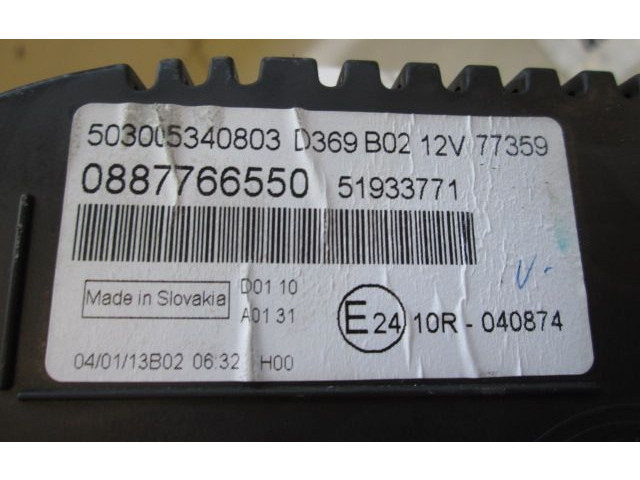 503005340803 D369 B02 12V 77359
0887766550 51933771
Made in Slovakia D01 10
A01 31
E24 10R - 040874
04/01/13B02 06:32 H00
V-